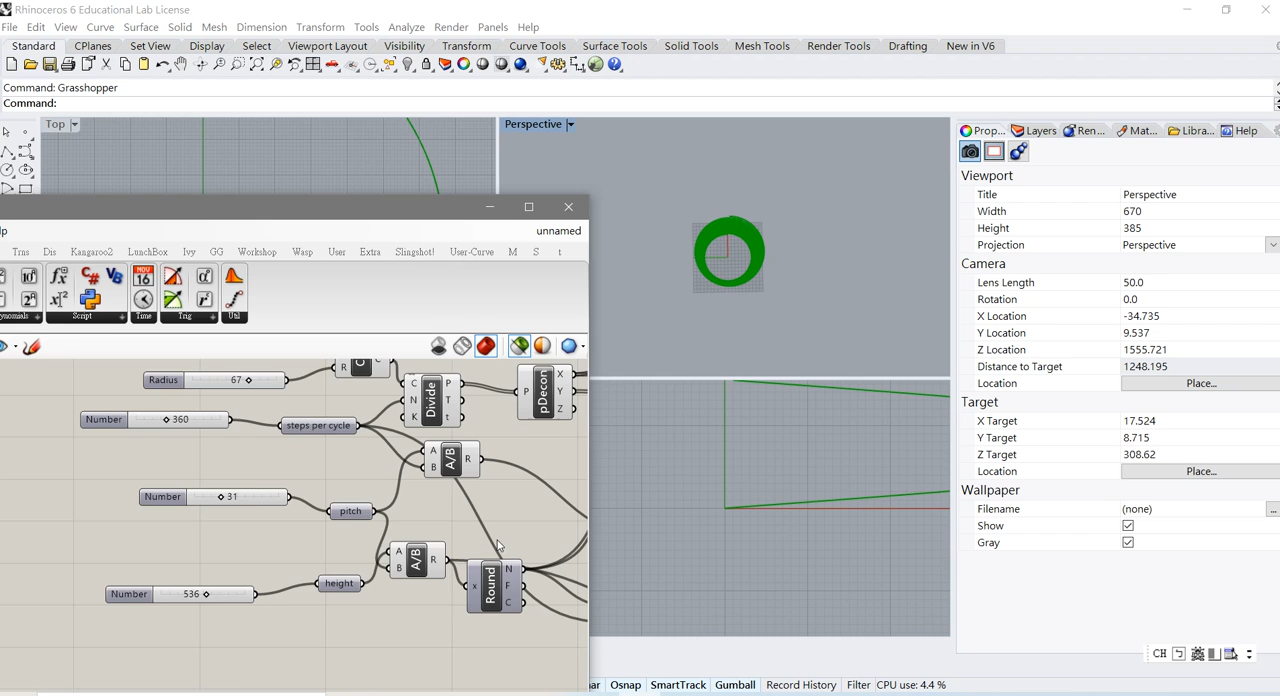 Rhinoceros 6 Educational Lab License
File Edit View Curve Surface Solid Mesh Dimension Transform Tools Analyze Render Panels Help
Standard CPlanes Set View Display Select Viewport Layout Visibility Transform Curve Tools Surface Tools Solid Tools Mesh Tools Render Tools Drafting New in V6
Command: Grasshopper
Command:
Top
Perspective
Prop... Layers Ren... Mat... Libra... Help
Viewport
Title Perspective
Width 670
Height 385
Projection Perspective
Camera
Lens Length 50.0
Rotation 0.0
X Location -34.735
Y Location 9.537
Z Location 1555.721
Distance to Target 1248.195
Location Place...
Target
X Target 17.524
Y Target 8.715
Z Target 308.62
Location Place...
Wallpaper
Filename (none) ...
Show
Gray
lp unnamed
Trns Dis Kangaroo2 LunchBox Ivy GG Workshop Wasp User Extra Slingshot! User-Curve M S t
ynomials Script Time Trig Util
NOV 16
Radius 67
R C
C N K Divide P T t
P pDecon X Y Z
Number 360
steps per cycle
A B A/B R
Number 31
pitch
A B A/B R
height
Number 536
x Round N F C
CH
ar Osnap SmartTrack Gumball Record History Filter CPU use: 4.4 %